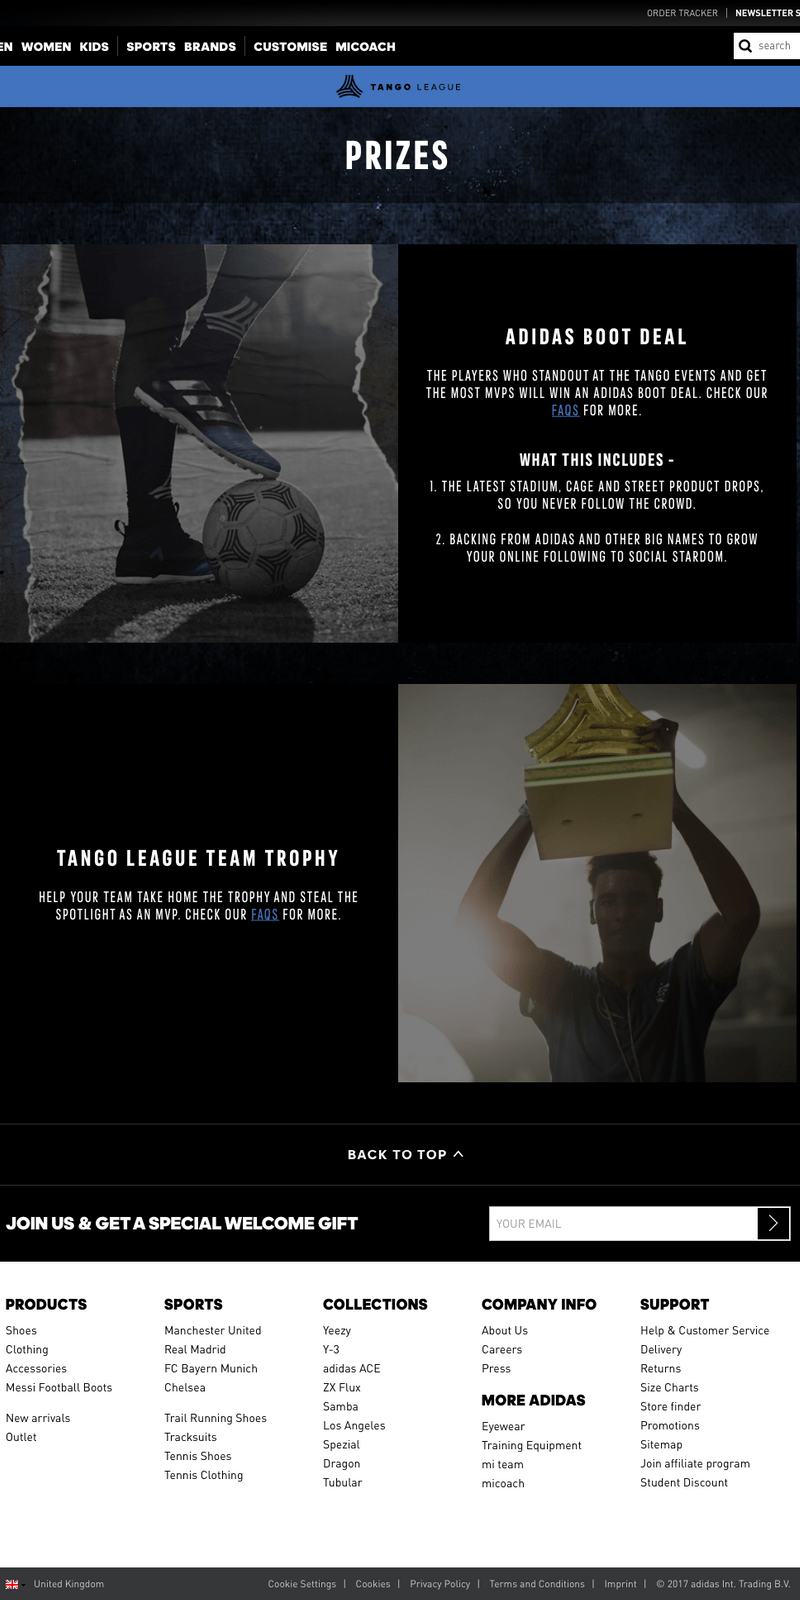 ORDER TRACKER | NEWSLETTER S
EN WOMEN KIDS | SPORTS BRANDS | CUSTOMISE MICOACH
search
TANGO LEAGUE
PRIZES
ADIDAS BOOT DEAL
THE PLAYERS WHO STANDOUT AT THE TANGO EVENTS AND GET
THE MOST MVPS WILL WIN AN ADIDAS BOOT DEAL. CHECK OUR
FAQS FOR MORE.
WHAT THIS INCLUDES -
1. THE LATEST STADIUM, CAGE AND STREET PRODUCT DROPS,
SO YOU NEVER FOLLOW THE CROWD.
2. BACKING FROM ADIDAS AND OTHER BIG NAMES TO GROW
YOUR ONLINE FOLLOWING TO SOCIAL STARDOM.
TANGO LEAGUE TEAM TROPHY
HELP YOUR TEAM TAKE HOME THE TROPHY AND STEAL THE
SPOTLIGHT AS AN MVP. CHECK OUR FAQS FOR MORE.
BACK TO TOP
JOIN US & GET A SPECIAL WELCOME GIFT
YOUR EMAIL
PRODUCTS
Shoes
Clothing
Accessories
Messi Football Boots
New arrivals
Outlet
SPORTS
Manchester United
Real Madrid
FC Bayern Munich
Chelsea
Trail Running Shoes
Tracksuits
Tennis Shoes
Tennis Clothing
COLLECTIONS
Yeezy
Y-3
adidas ACE
ZX Flux
Samba
Los Angeles
Spezial
Dragon
Tubular
COMPANY INFO
About Us
Careers
Press
MORE ADIDAS
Eyewear
Training Equipment
mi team
micoach
SUPPORT
Help & Customer Service
Delivery
Returns
Size Charts
Store finder
Promotions
Sitemap
Join affiliate program
Student Discount
United Kingdom
Cookie Settings | Cookies | Privacy Policy | Terms and Conditions | Imprint | © 2017 adidas Int. Trading B.V.